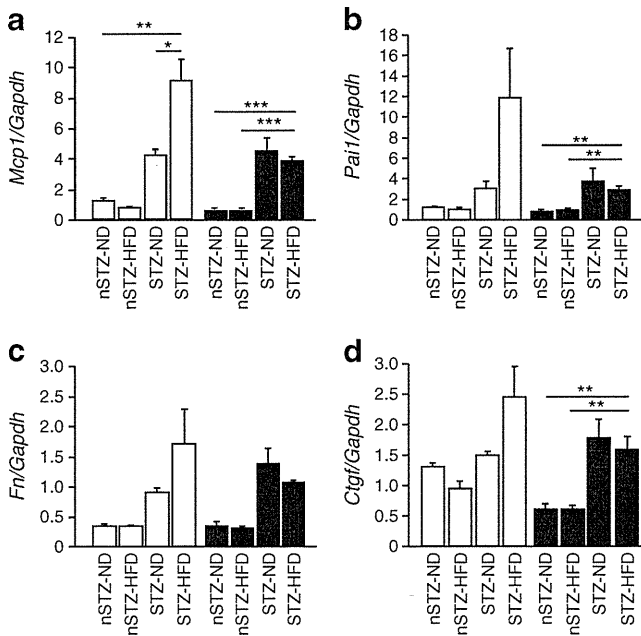 a
Mcp1/Gapdh
12
10
8
6
4
2
0
**
*
***
***
nSTZ-ND
nSTZ-HFD
STZ-ND
STZ-HFD
nSTZ-ND
nSTZ-HFD
STZ-ND
STZ-HFD
b
Pai1/Gapdh
18
16
14
12
10
8
6
4
2
0
**
**
nSTZ-ND
nSTZ-HFD
STZ-ND
STZ-HFD
nSTZ-ND
nSTZ-HFD
STZ-ND
STZ-HFD
c
Fn/Gapdh
3.0
2.5
2.0
1.5
1.0
0.5
0
nSTZ-ND
nSTZ-HFD
STZ-ND
STZ-HFD
nSTZ-ND
nSTZ-HFD
STZ-ND
STZ-HFD
d
Ctgf/Gapdh
3.0
2.5
2.0
1.5
1.0
0.5
0
**
**
nSTZ-ND
nSTZ-HFD
STZ-ND
STZ-HFD
nSTZ-ND
nSTZ-HFD
STZ-ND
STZ-HFD